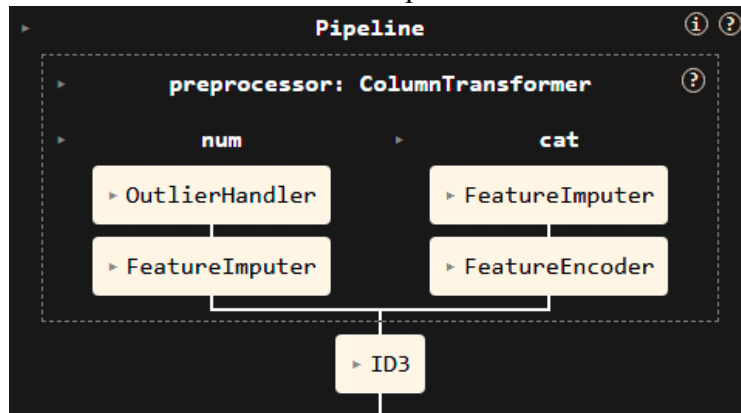 Pipeline
preprocessor: ColumnTransformer
num cat
OutlierHandler FeatureImputer
FeatureImputer FeatureEncoder
ID3